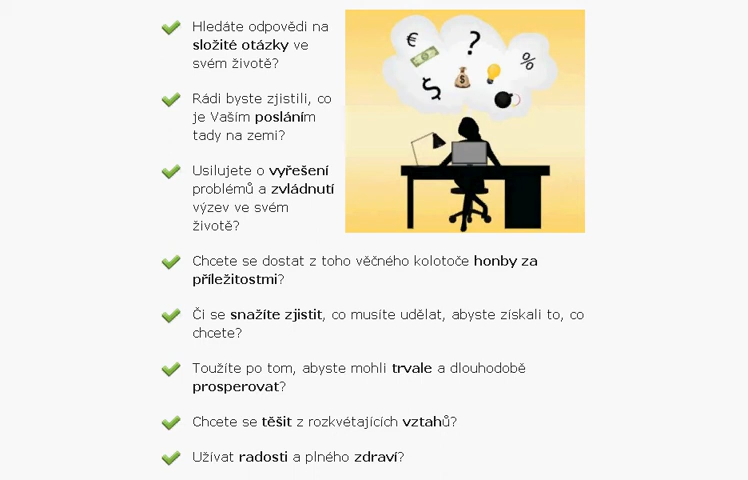 Hledáte odpovědi na
složité otázky ve
svém životě?
Rádi byste zjistili, co
je Vaším posláním
tady na zemi?
Usilujete o vyřešení
problémů a zvládnutí
výzev ve svém
životě?
Chcete se dostat z toho věčného kolotoče honby za
příležitostmi?
Či se snažíte zjistit, co musíte udělat, abyste získali to, co
chcete?
Toužíte po tom, abyste mohli trvale a dlouhodobě
prosperovat?
Chcete se těšit z rozkvétajících vztahů?
Užívat radosti a plného zdraví?
€
?
%
$
$